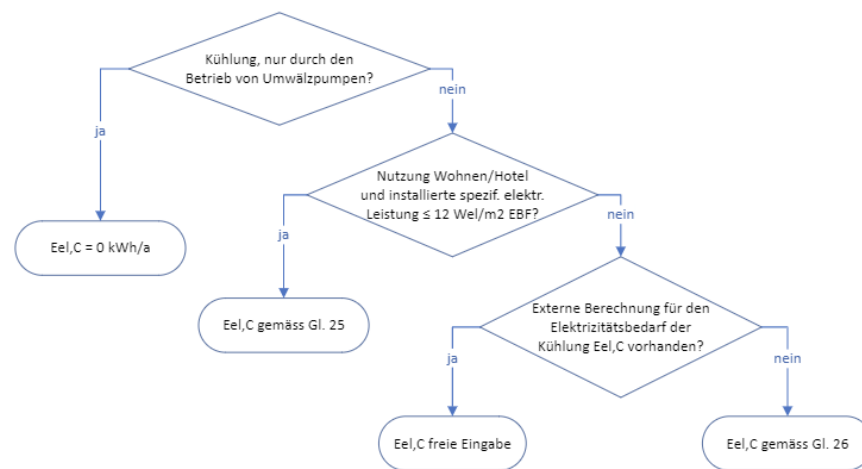 Kühlung, nur durch den
Betrieb von Umwälzpumpen?
nein
ja
Nutzung Wohnen/Hotel
und installierte spezif. elektr.
Leistung ≤ 12 Wel/m2 EBF?
nein
ja
Eel,C = 0 kWh/a
Externe Berechnung für den
Elektrizitätsbedarf der
Kühlung Eel,C vorhanden?
Eel,C gemäss Gl. 25
ja
nein
Eel,C freie Eingabe
Eel,C gemäss Gl. 26